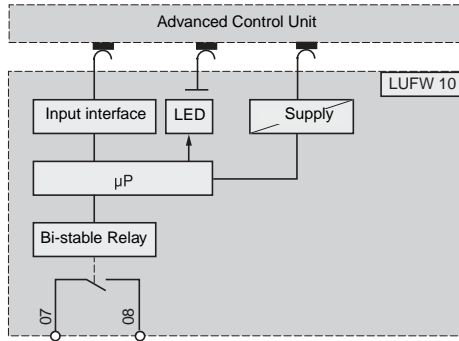 Advanced Control Unit
LUFW 10
Input interface
LED
Supply
µP
Bi-stable Relay
07
08